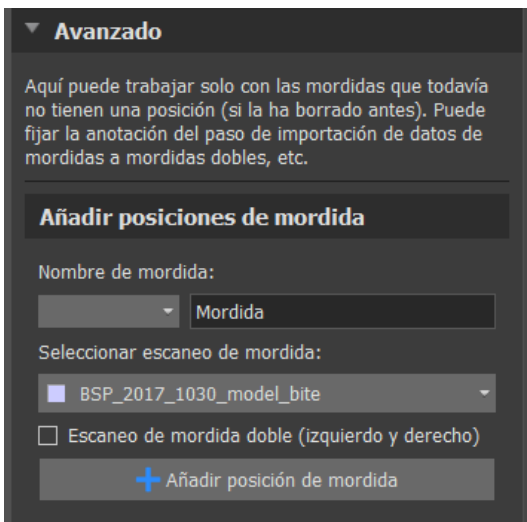 Avanzado
Aquí puede trabajar solo con las mordidas que todavía
no tienen una posición (si la ha borrado antes). Puede
fijar la anotación del paso de importación de datos de
mordidas a mordidas dobles, etc.
Añadir posiciones de mordida
Nombre de mordida:
Mordida
Seleccionar escaneo de mordida:
BSP_2017_1030_model_bite
Escaneo de mordida doble (izquierdo y derecho)
Añadir posición de mordida